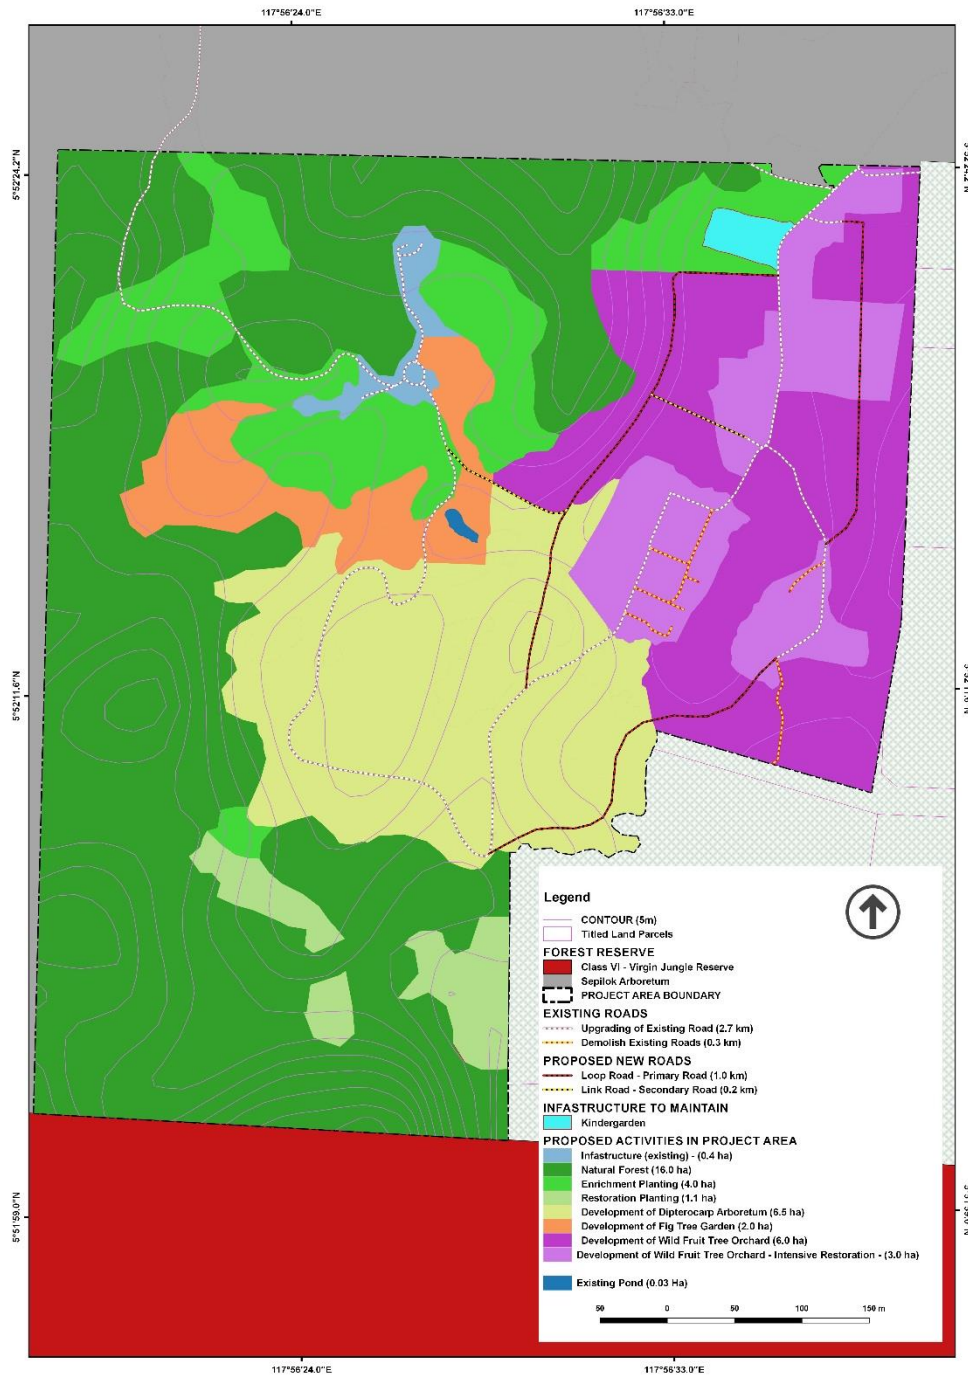 117°56'24.0"E
117°56'33.0"E
5°52'24.2"N
5°52'11.6"N
5°51'59.0"N
Legend
CONTOUR (5m)
Titled Land Parcels
FOREST RESERVE
Class VI - Virgin Jungle Reserve
Sepilok Arboretum
PROJECT AREA BOUNDARY
EXISTING ROADS
Upgrading of Existing Road (2.7 km)
Demolish Existing Roads (0.3 km)
PROPOSED NEW ROADS
Loop Road - Primary Road (1.0 km)
Link Road - Secondary Road (0.2 km)
INFASTRUCTURE TO MAINTAIN
Kindergarden
PROPOSED ACTIVITIES IN PROJECT AREA
Infastructure (existing) - (0.4 ha)
Natural Forest (16.0 ha)
Enrichment Planting (4.0 ha)
Restoration Planting (1.1 ha)
Development of Dipterocarp Arboretum (6.5 ha)
Development of Fig Tree Garden (2.0 ha)
Development of Wild Fruit Tree Orchard (6.0 ha)
Development of Wild Fruit Tree Orchard - Intensive Restoration - (3.0 ha)
Existing Pond (0.03 Ha)
50 0 50 100 150 m
117°56'24.0"E
117°56'33.0"E